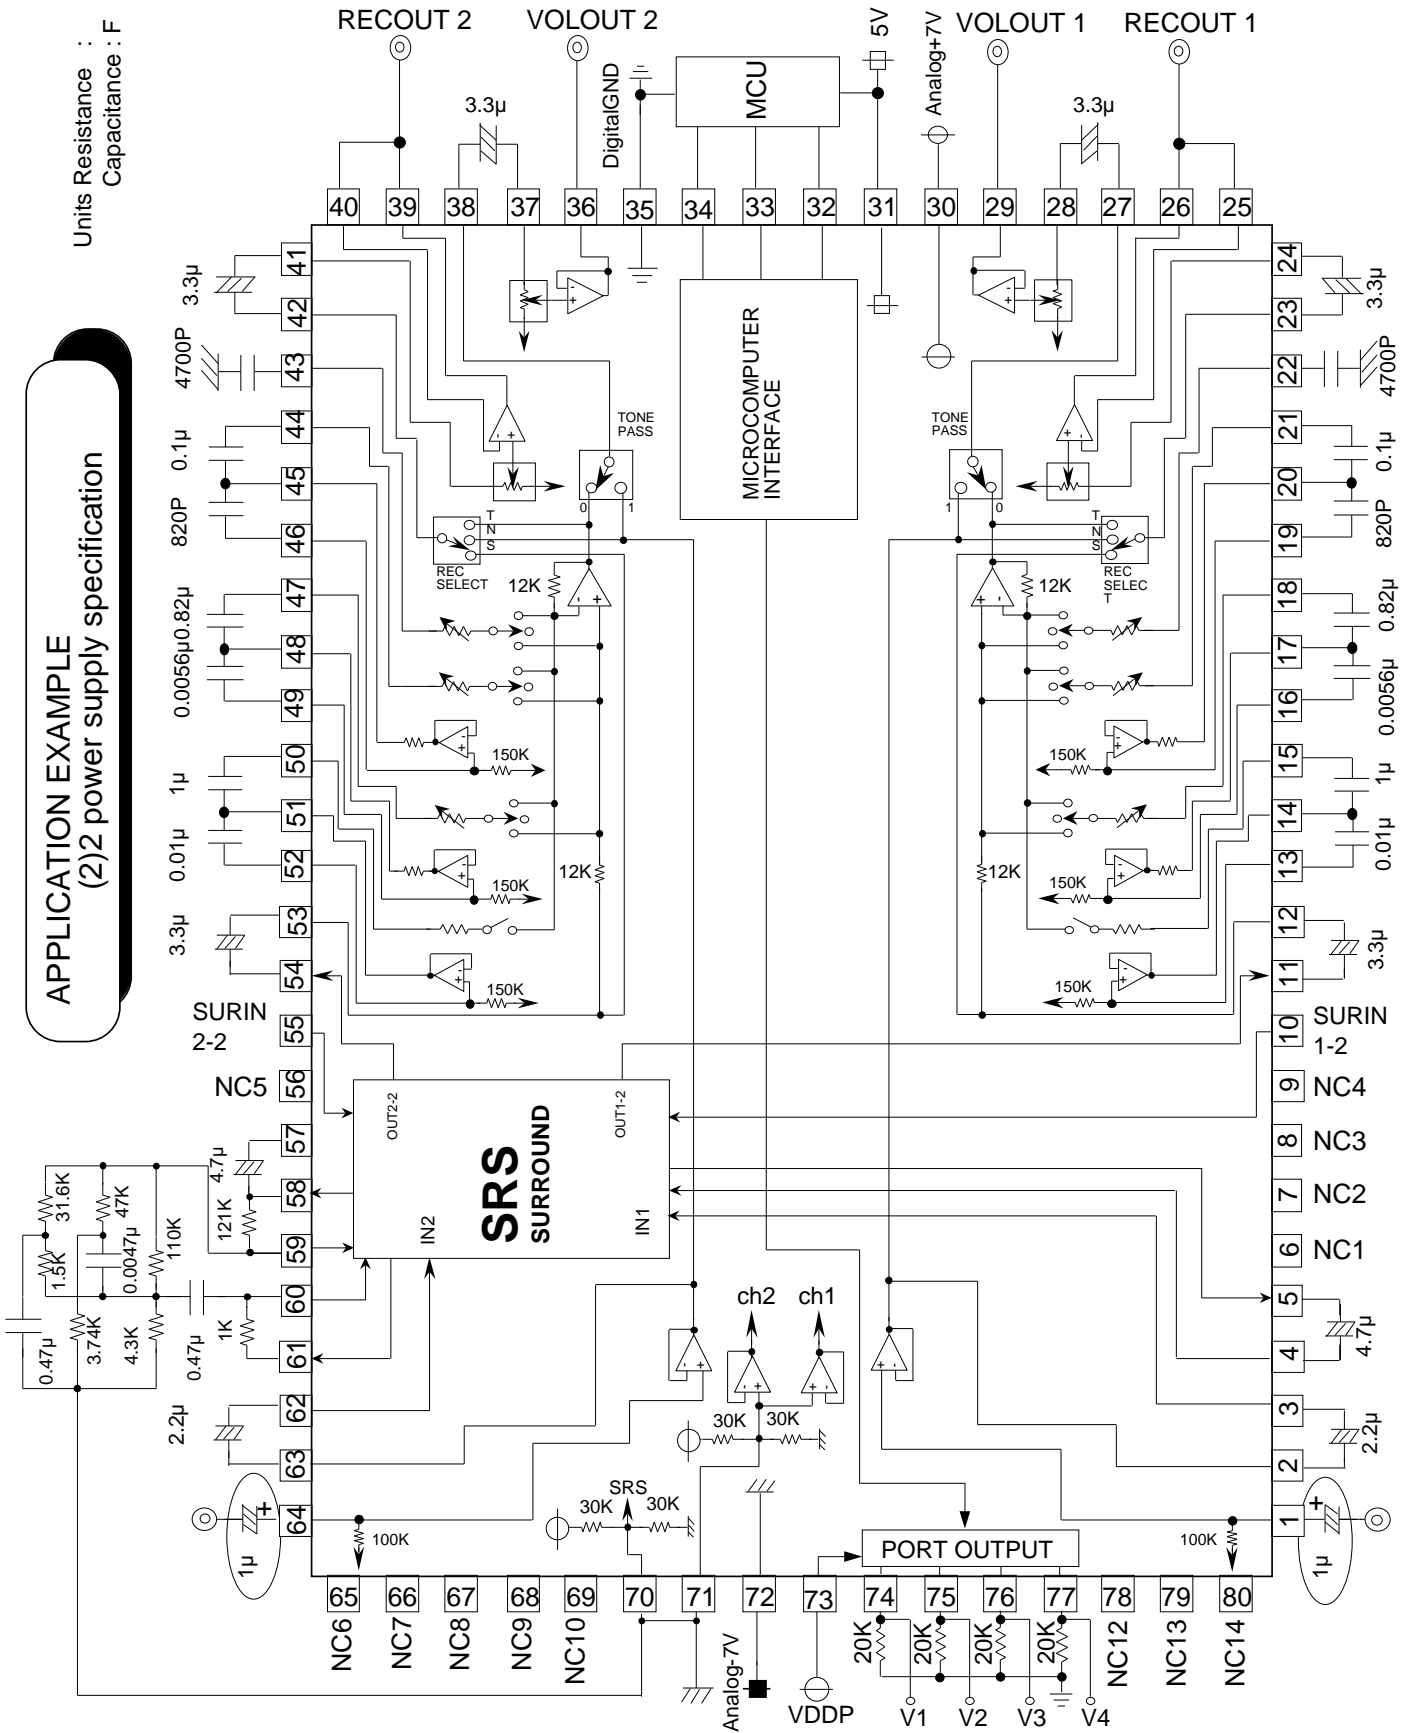 APPLICATION EXAMPLE
(2)2 power supply specification
Units Resistance :
Capacitance : F
RECOUT 2
VOLOUT 2
5V
VOLOUT 1
RECOUT 1
Analog+7V
DigitalGND
MCU
3.3µ
3.3µ
40
39
38
37
36
35
34
33
32
31
30
29
28
27
26
25
41
42
43
44
45
46
47
48
49
50
51
52
53
54
55
56
57
58
59
60
61
62
63
64
3.3µ
4700P
0.1µ
820P
0.0056µ0.82µ
1µ
0.01µ
3.3µ
SURIN
2-2
NC5
4.7µ
121K
31.6K
47K
110K
1.5K
0.0047µ
0.47µ
3.74K
4.3K
0.47µ
1K
2.2µ
1µ
+
24
23
22
21
20
19
18
17
16
15
14
13
12
11
10
9
8
7
6
5
4
3
2
1
3.3µ
4700P
0.1µ
820P
0.82µ
0.0056µ
1µ
0.01µ
3.3µ
SURIN
1-2
NC4
NC3
NC2
NC1
4.7µ
2.2µ
+
1µ
MICROCOMPUTER
INTERFACE
TONE
PASS
0
1
TONE
PASS
1
0
T
N
S
REC
SELECT
T
N
S
REC
SELEC
T
12K
12K
150K
150K
150K
150K
12K
12K
150K
150K
OUT2-2
OUT1-2
SRS
SURROUND
IN2
IN1
ch2
ch1
30K
30K
SRS
30K
30K
100K
100K
PORT OUTPUT
65
66
67
68
69
70
71
72
73
74
75
76
77
78
79
80
NC6
NC7
NC8
NC9
NC10
Analog-7V
VDDP
20K
20K
20K
20K
V1
V2
V3
V4
NC12
NC13
NC14